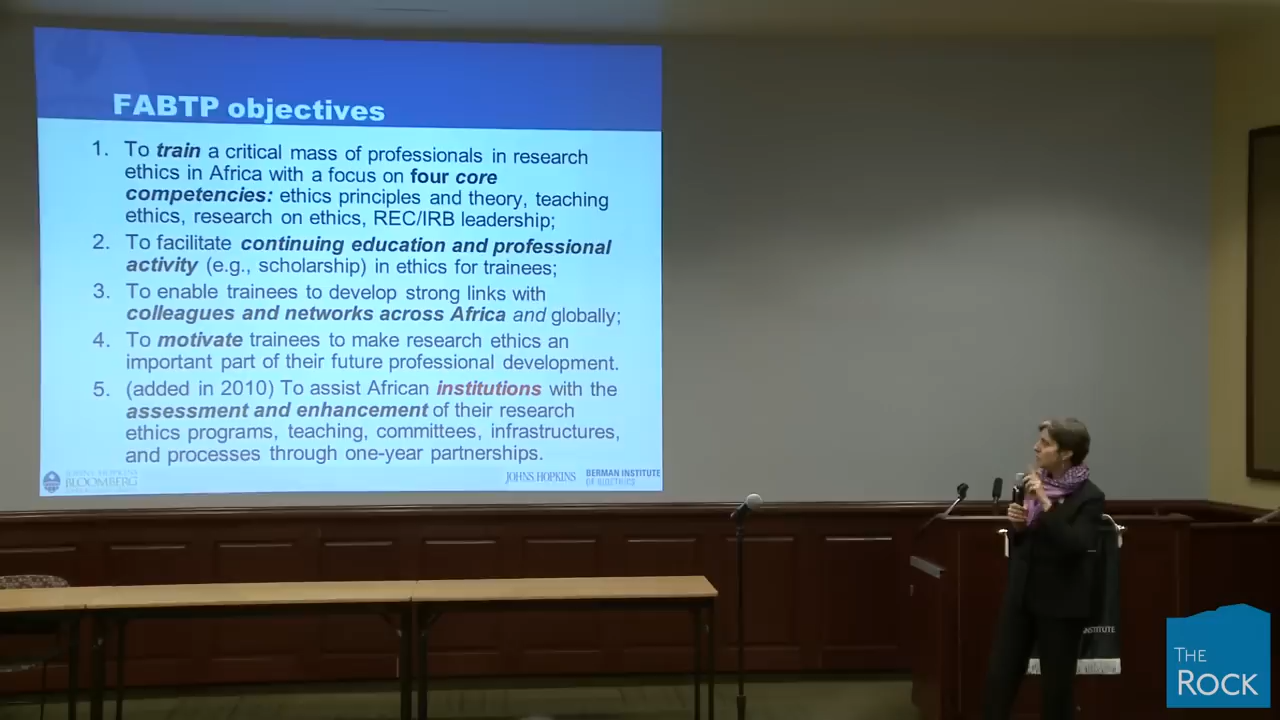 FABTP objectives
1. To train a critical mass of professionals in research
ethics in Africa with a focus on four core
competencies: ethics principles and theory, teaching
ethics, research on ethics, REC/IRB leadership;
2. To facilitate continuing education and professional
activity (e.g., scholarship) in ethics for trainees;
3. To enable trainees to develop strong links with
colleagues and networks across Africa and globally;
4. To motivate trainees to make research ethics an
important part of their future professional development.
5. (added in 2010) To assist African institutions with the
assessment and enhancement of their research
ethics programs, teaching, committees, infrastructures,
and processes through one-year partnerships.
JOHNS HOPKINS
BLOOMBERG
JOHNS HOPKINS
BERMAN INSTITUTE
OF BIOETHICS
INSTITUTE
THE
ROCK